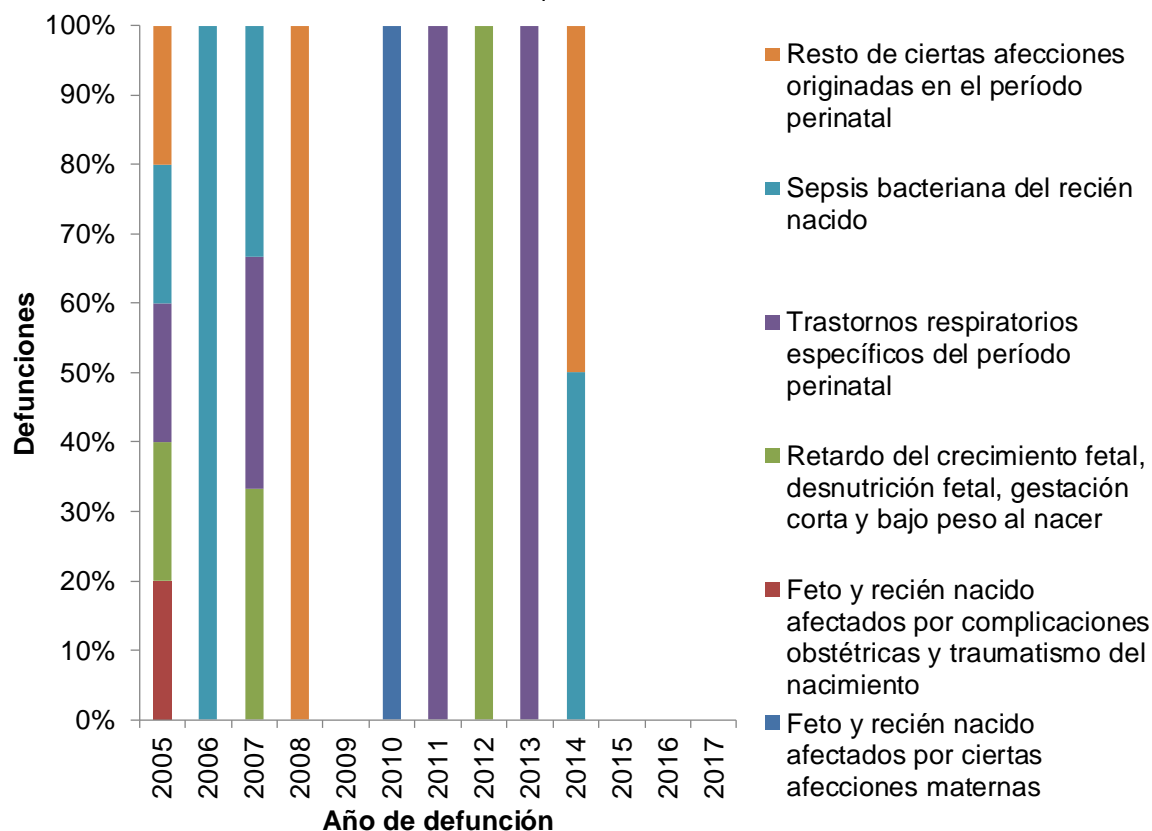 100%
90%
80%
70%
60%
50%
40%
30%
20%
10%
0%
Defunciones
2005
2006
2007
2008
2009
2010
2011
2012
2013
2014
2015
2016
2017
Año de defunción
Resto de ciertas afecciones
originadas en el período
perinatal
Sepsis bacteriana del recién
nacido
Trastornos respiratorios
específicos del período
perinatal
Retardo del crecimiento fetal,
desnutrición fetal, gestación
corta y bajo peso al nacer
Feto y recién nacido
afectados por complicaciones
obstétricas y traumatismo del
nacimiento
Feto y recién nacido
afectados por ciertas
afecciones maternas